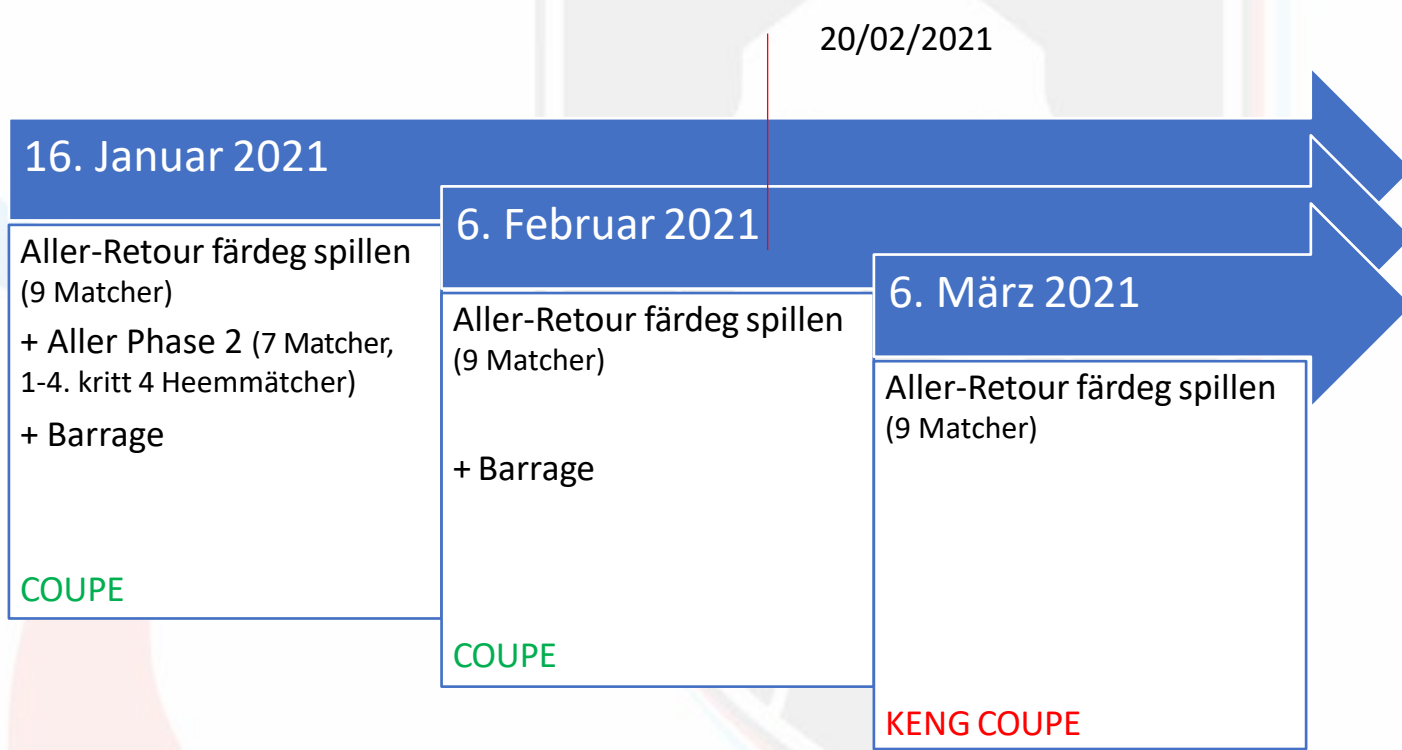 20/02/2021
16. Januar 2021
Aller-Retour färdeg spillen
(9 Matcher)
+ Aller Phase 2 (7 Matcher,
1-4. kritt 4 Heemmätcher)
+ Barrage
COUPE
6. Februar 2021
Aller-Retour färdeg spillen
(9 Matcher)
+ Barrage
COUPE
6. März 2021
Aller-Retour färdeg spillen
(9 Matcher)
KENG COUPE